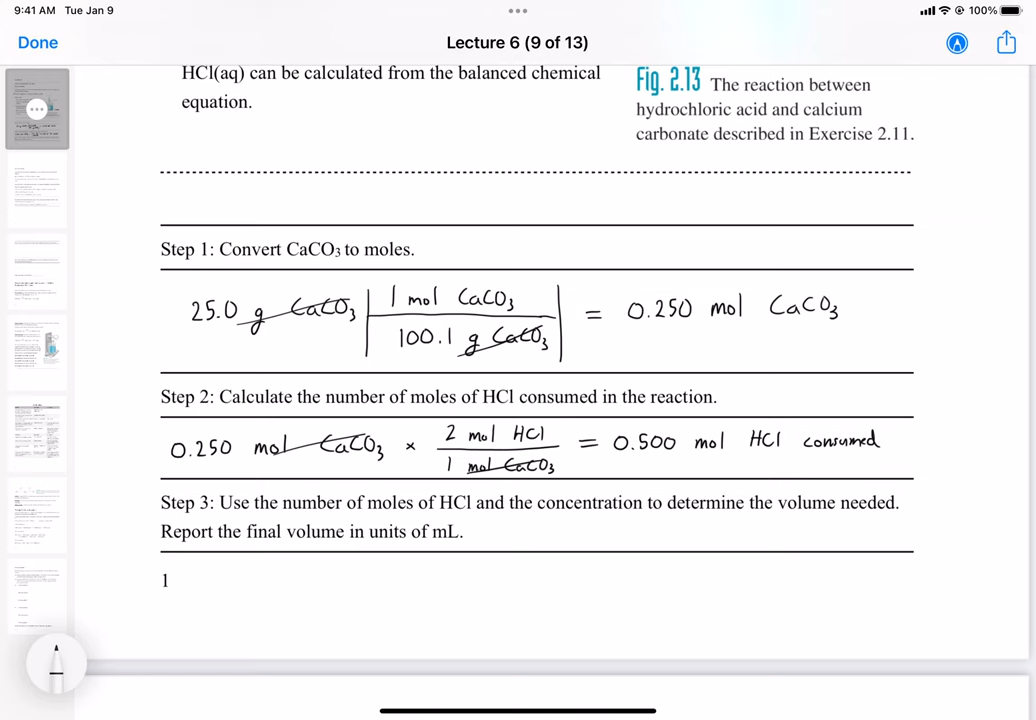 9:41 AM Tue Jan 9
100%
Done
Lecture 6 (9 of 13)
HCl(aq) can be calculated from the balanced chemical
equation.
Fig. 2.13 The reaction between
hydrochloric acid and calcium
carbonate described in Exercise 2.11.
Step 1: Convert CaCO₃ to moles.
25.0 g CaCO₃ | 1 mol CaCO₃ / 100.1 g CaCO₃ | = 0.250 mol CaCO₃
Step 2: Calculate the number of moles of HCl consumed in the reaction.
0.250 mol CaCO₃ × 2 mol HCl / 1 mol CaCO₃ = 0.500 mol HCl consumed
Step 3: Use the number of moles of HCl and the concentration to determine the volume needed.
Report the final volume in units of mL.
1